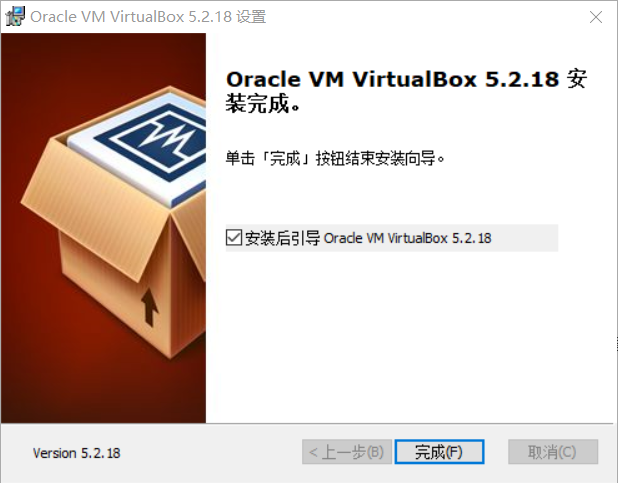 Oracle VM VirtualBox 5.2.18 设置
Oracle VM VirtualBox 5.2.18 安
装完成。
单击「完成」按钮结束安装向导。
安装后引导 Oracle VM VirtualBox 5.2.18
Version 5.2.18
< 上一步(B)
完成(F)
取消(C)